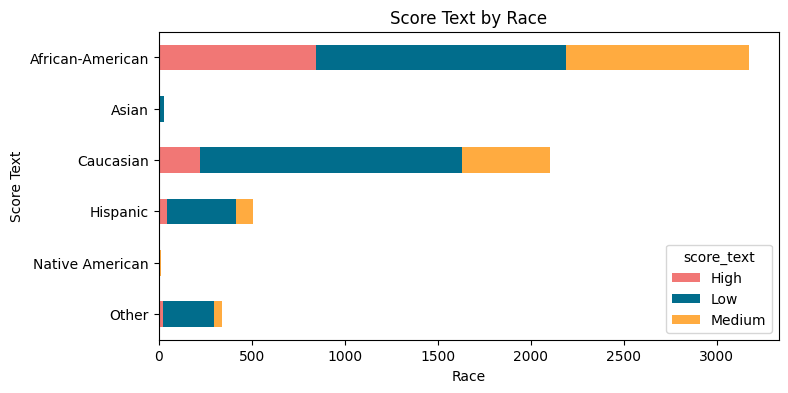 Score Text by Race
Score Text
African-American
Asian
Caucasian
Hispanic
Native American
Other
score_text
High
Low
Medium
0 500 1000 1500 2000 2500 3000
Race